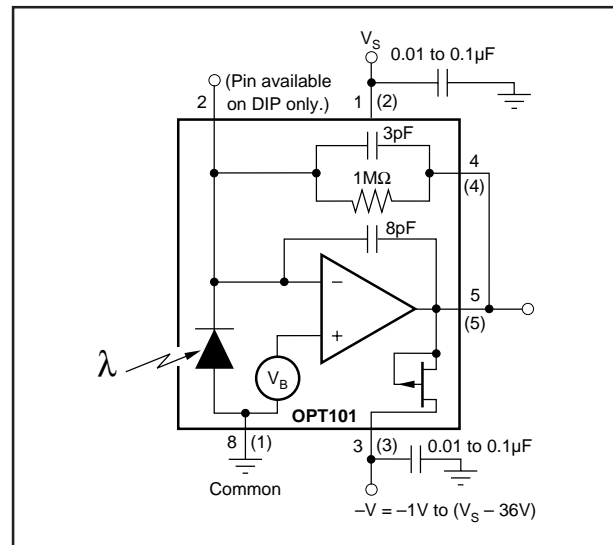 V_S
0.01 to 0.1µF
(Pin available
on DIP only.)
2
1
(2)
3pF
4
(4)
1MΩ
8pF
5
(5)
–
+
λ
V_B
OPT101
8
(1)
3
(3)
0.01 to 0.1µF
Common
–V = –1V to (V_S – 36V)